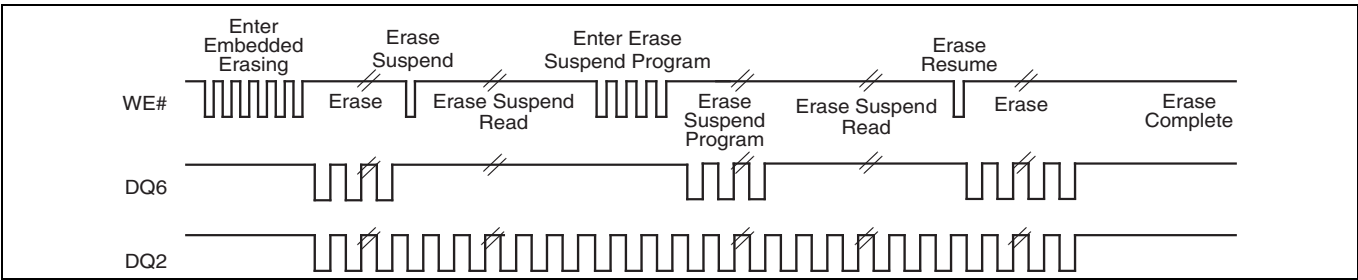 Enter
Embedded
Erasing
Erase
Suspend
Enter Erase
Suspend Program
Erase
Resume
WE#
Erase
Erase Suspend
Read
Erase
Suspend
Program
Erase Suspend
Read
Erase
Erase
Complete
DQ6
DQ2